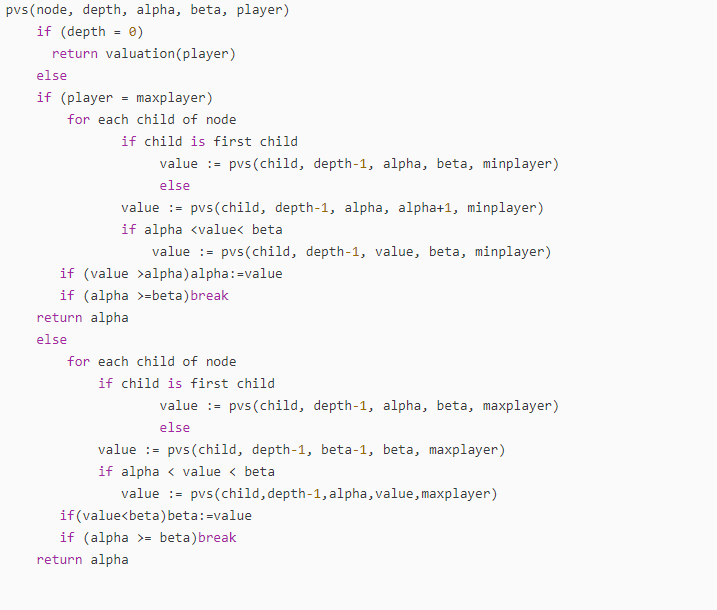 pvs(node, depth, alpha, beta, player)
    if (depth = 0)
      return valuation(player)
    else
    if (player = maxplayer)
        for each child of node
               if child is first child
                    value := pvs(child, depth-1, alpha, beta, minplayer)
                    else
               value := pvs(child, depth-1, alpha, alpha+1, minplayer)
               if alpha <value< beta
                   value := pvs(child, depth-1, value, beta, minplayer)
       if (value >alpha)alpha:=value
       if (alpha >=beta)break
    return alpha
    else
        for each child of node
            if child is first child
                    value := pvs(child, depth-1, alpha, beta, maxplayer)
                    else
            value := pvs(child, depth-1, beta-1, beta, maxplayer)
            if alpha < value < beta
               value := pvs(child,depth-1,alpha,value,maxplayer)
       if(value<beta)beta:=value
       if (alpha >= beta)break
    return alpha